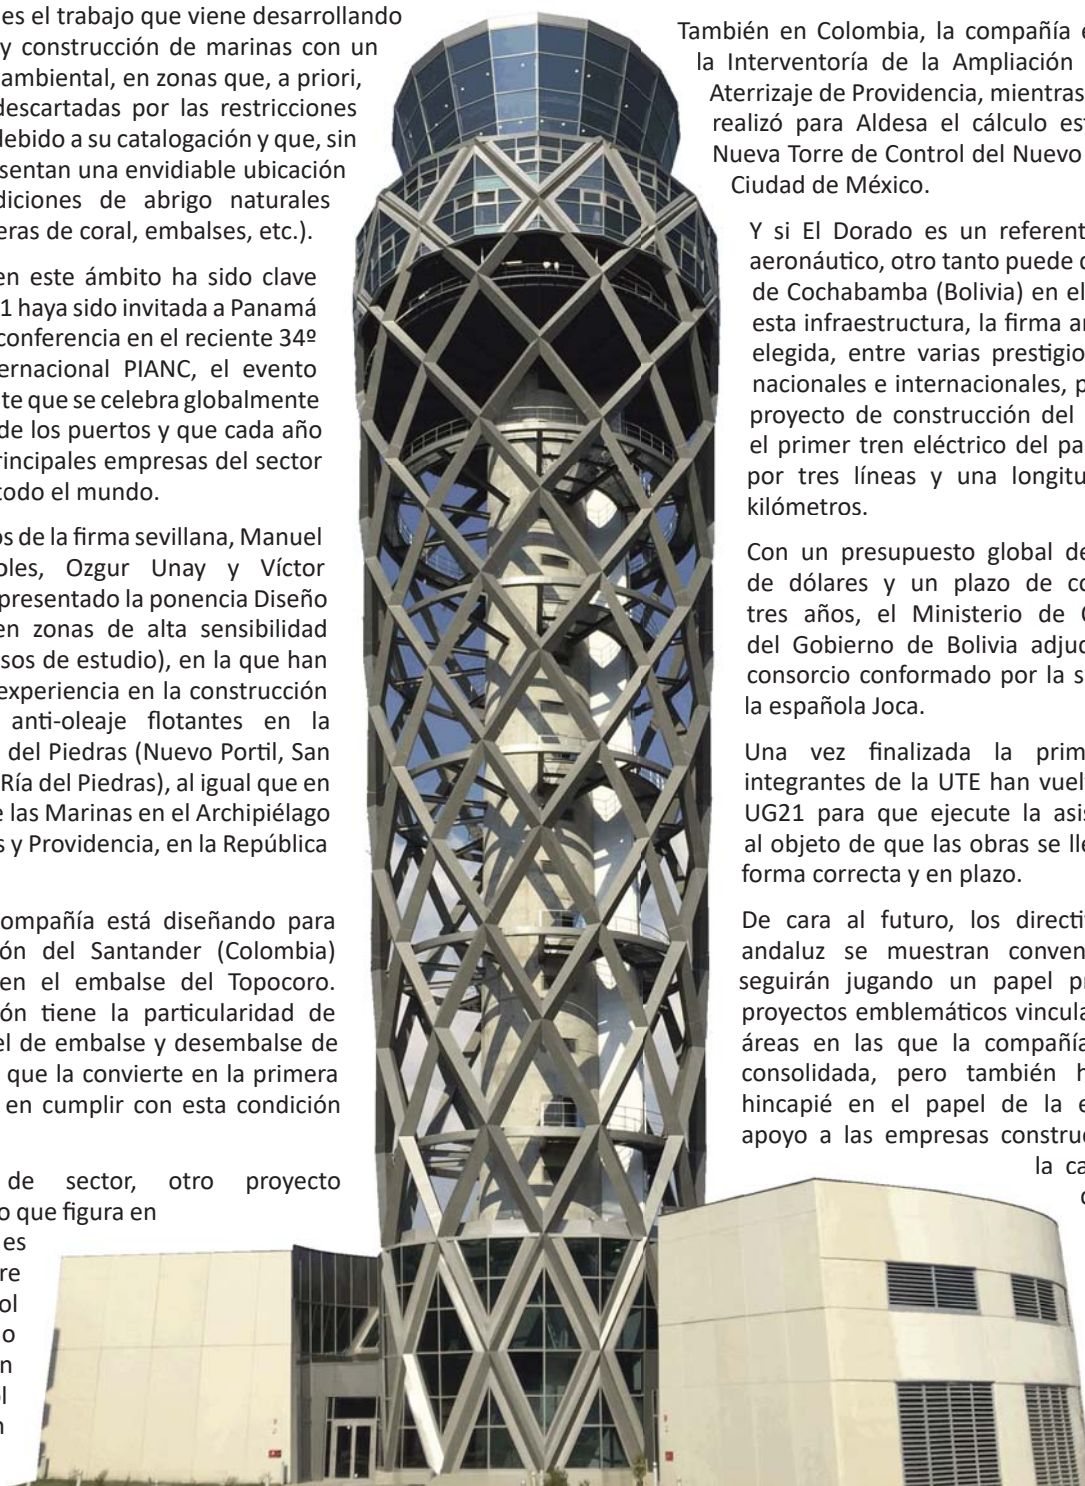 es el trabajo que viene desarrollando
y construcción de marinas con un
ambiental, en zonas que, a priori,
descartadas por las restricciones
debido a su catalogación y que, sin
sentan una envidiable ubicación
diciones de abrigo naturales
eras de coral, embalses, etc.).
en este ámbito ha sido clave
1 haya sido invitada a Panamá
conferencia en el reciente 34º
ernacional PIANC, el evento
te que se celebra globalmente
de los puertos y que cada año
rincipales empresas del sector
todo el mundo.
os de la firma sevillana, Manuel
oles, Ozgur Unay y Víctor
presentado la ponencia Diseño
en zonas de alta sensibilidad
sos de estudio), en la que han
experiencia en la construcción
anti-oleaje flotantes en la
del Piedras (Nuevo Portil, San
Ría del Piedras), al igual que en
e las Marinas en el Archipiélago
s y Providencia, en la República
ompañía está diseñando para
ón del Santander (Colombia)
en el embalse del Topocoro.
ón tiene la particularidad de
el de embalse y desembalse de
que la convierte en la primera
en cumplir con esta condición
de sector, otro proyecto
o que figura en
es
re
ol
o
n
ol
n
También en Colombia, la compañía e
la Interventoría de la Ampliación
Aterrizaje de Providencia, mientras
realizó para Aldesa el cálculo est
Nueva Torre de Control del Nuevo
Ciudad de México.
Y si El Dorado es un referent
aeronáutico, otro tanto puede d
de Cochabamba (Bolivia) en el
esta infraestructura, la firma an
elegida, entre varias prestigio
nacionales e internacionales, p
proyecto de construcción del
el primer tren eléctrico del pa
por tres líneas y una longitu
kilómetros.
Con un presupuesto global de
de dólares y un plazo de co
tres años, el Ministerio de O
del Gobierno de Bolivia adjud
consorcio conformado por la s
la española Joca.
Una vez finalizada la prim
integrantes de la UTE han vuelt
UG21 para que ejecute la asis
al objeto de que las obras se lle
forma correcta y en plazo.
De cara al futuro, los directi
andaluz se muestran conven
seguirán jugando un papel pr
proyectos emblemáticos vincula
áreas en las que la compañía
consolidada, pero también h
hincapié en el papel de la e
apoyo a las empresas construc
la ca